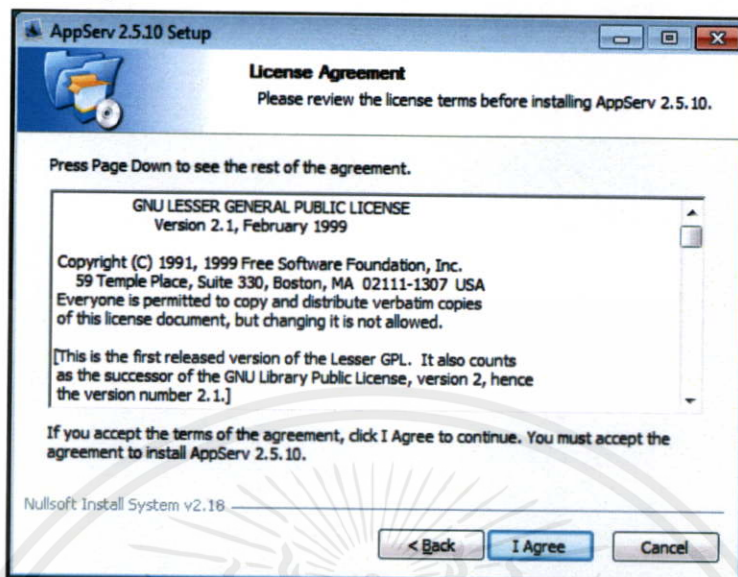 AppServ 2.5.10 Setup
License Agreement
Please review the license terms before installing AppServ 2.5.10.
Press Page Down to see the rest of the agreement.
GNU LESSER GENERAL PUBLIC LICENSE
Version 2.1, February 1999
Copyright (C) 1991, 1999 Free Software Foundation, Inc.
59 Temple Place, Suite 330, Boston, MA 02111-1307 USA
Everyone is permitted to copy and distribute verbatim copies
of this license document, but changing it is not allowed.
[This is the first released version of the Lesser GPL. It also counts
as the successor of the GNU Library Public License, version 2, hence
the version number 2.1.]
If you accept the terms of the agreement, click I Agree to continue. You must accept the
agreement to install AppServ 2.5.10.
Nullsoft Install System v2.18
< Back I Agree Cancel